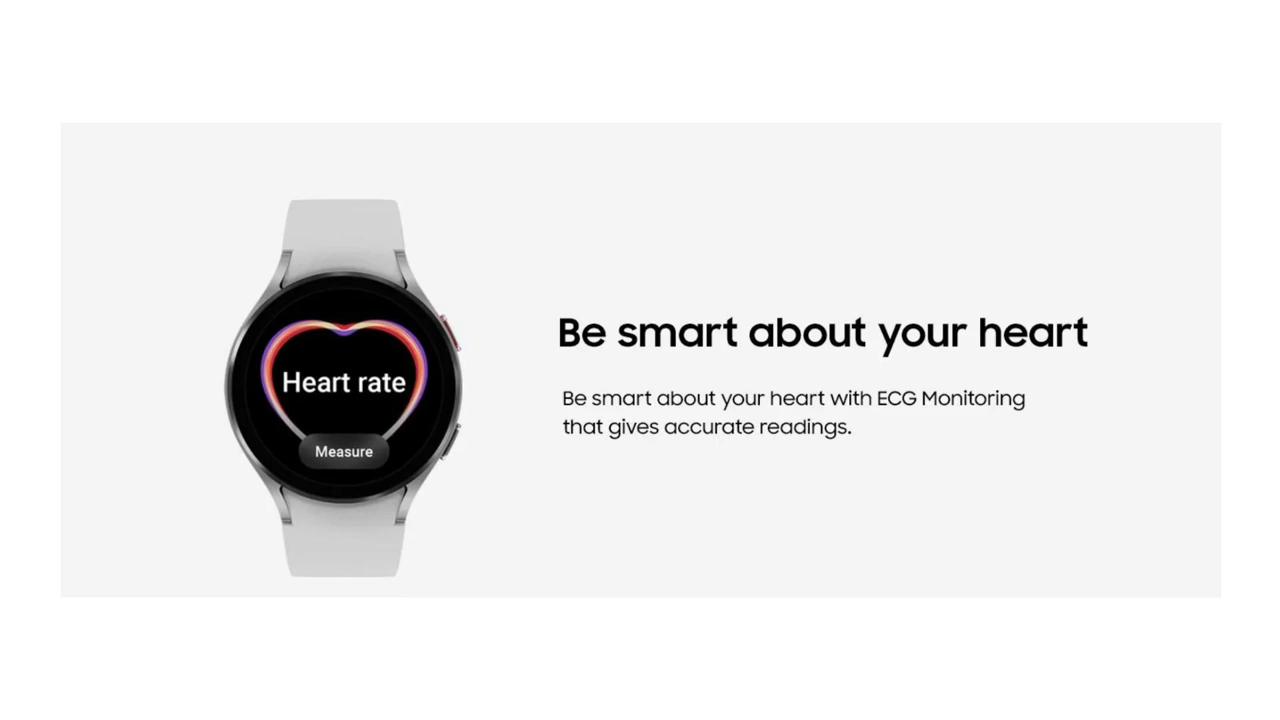 Heart rate
Measure
Be smart about your heart
Be smart about your heart with ECG Monitoring
that gives accurate readings.